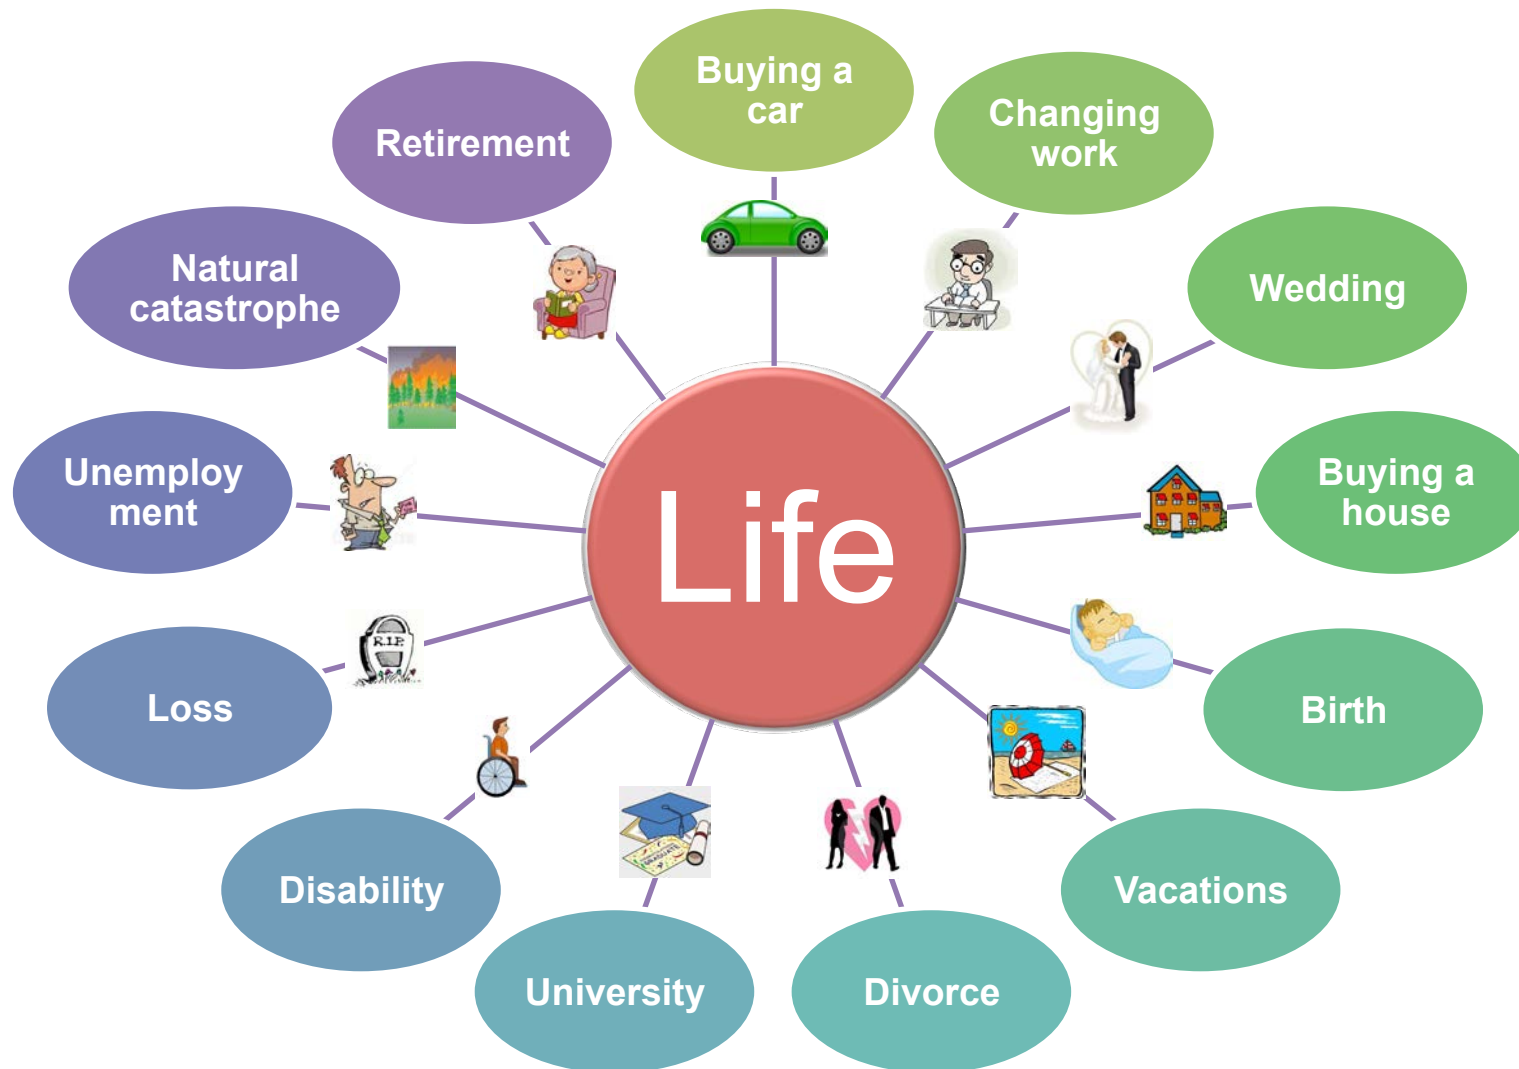 Buying a
car
Changing
work
Wedding
Buying a
house
Birth
Vacations
Divorce
University
Disability
Loss
Unemploy
ment
Natural
catastrophe
Retirement
Life
R.I.P.
GRADUATE